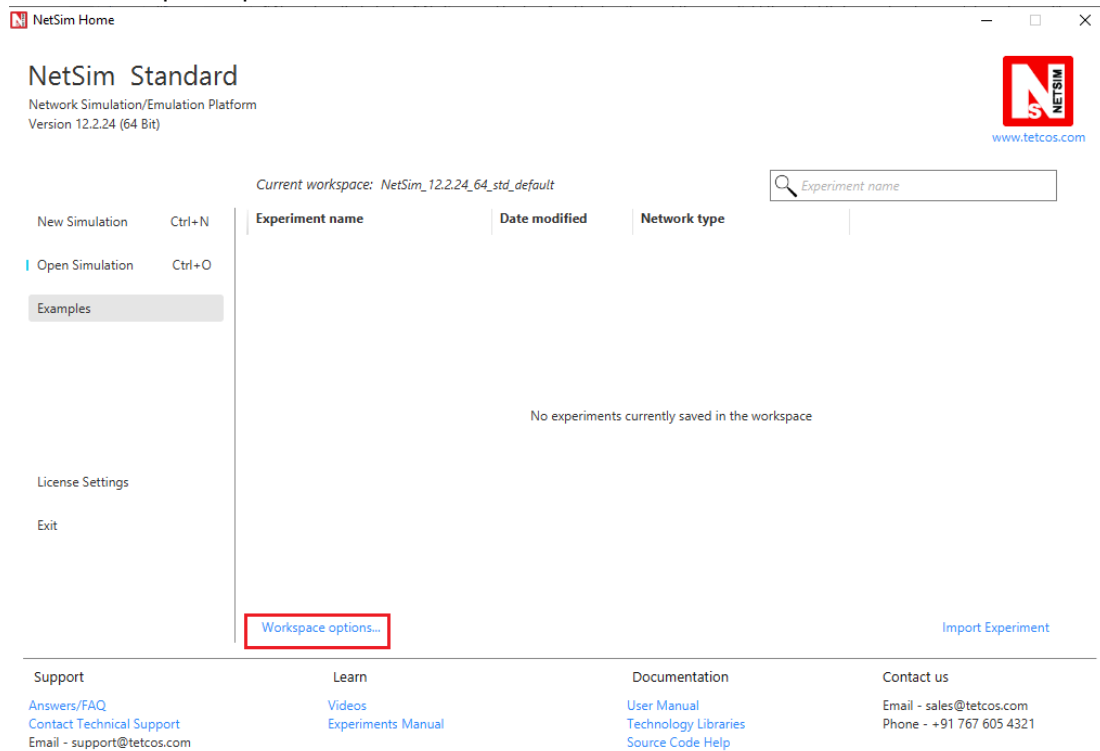 NetSim Home
NetSim Standard
Network Simulation/Emulation Platform
Version 12.2.24 (64 Bit)
NS NETSIM
www.tetcos.com
Current workspace: NetSim_12.2.24_64_std_default
Experiment name
Experiment name Date modified Network type
New Simulation Ctrl+N
Open Simulation Ctrl+O
Examples
No experiments currently saved in the workspace
License Settings
Exit
Workspace options...
Import Experiment
Support Learn Documentation Contact us
Answers/FAQ Videos User Manual Email - sales@tetcos.com
Contact Technical Support Experiments Manual Technology Libraries Phone - +91 767 605 4321
Email - support@tetcos.com Source Code Help